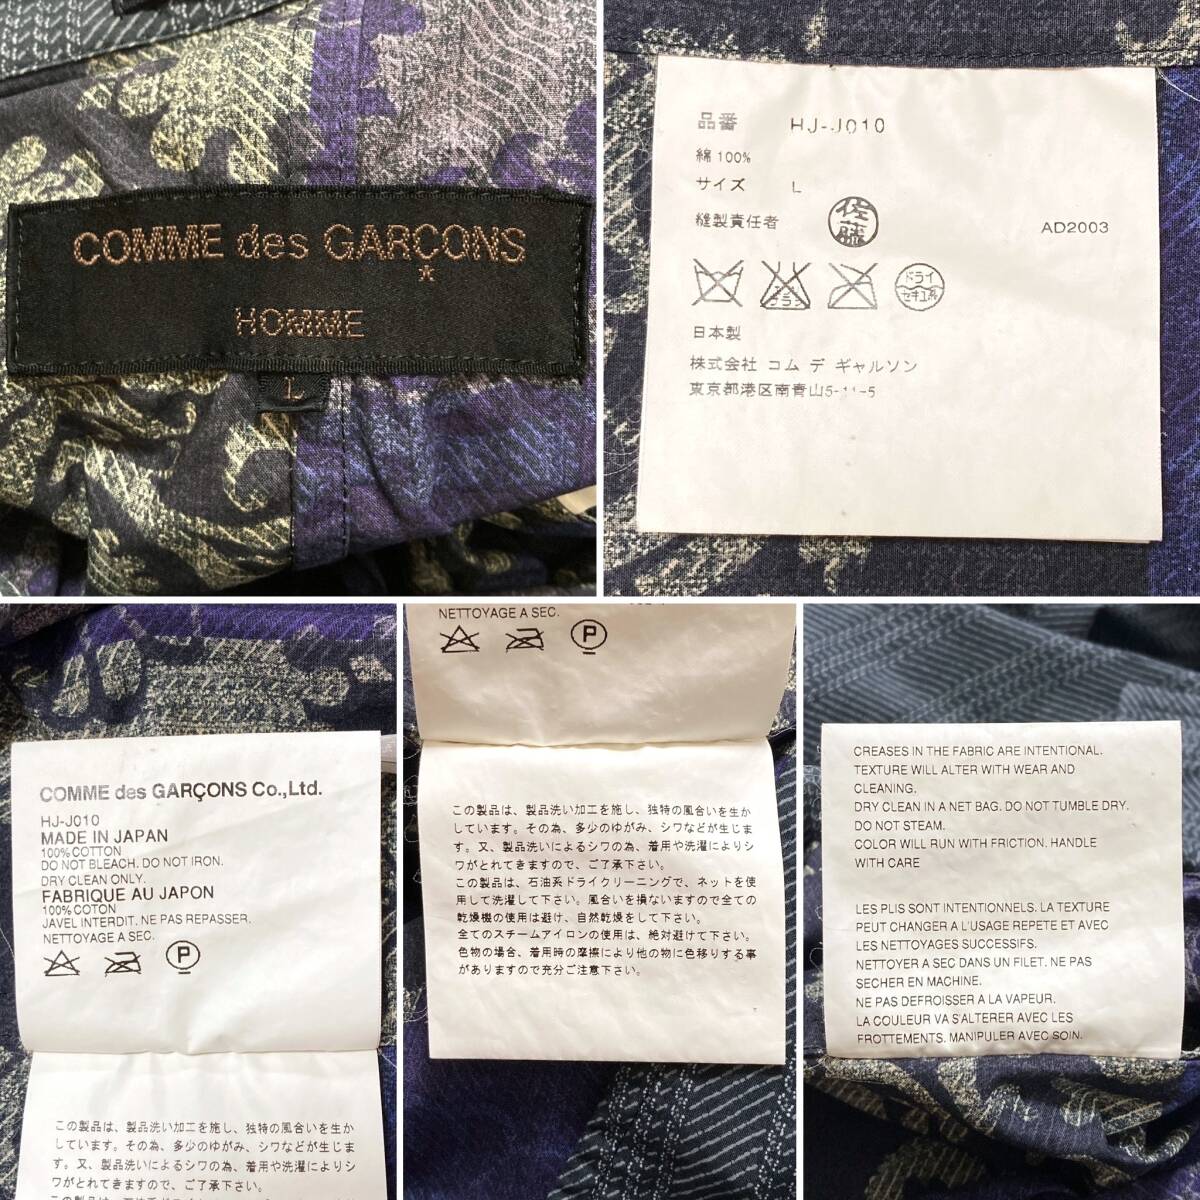 COMME des GARÇONS
*
HOMME
L
品番 HJ-J010
綿 100%
サイズ L
縫製責任者 佐藤 AD2003
ドライ
セキユ系
日本製
株式会社 コム デ ギャルソン
東京都港区南青山5-11-5
COMME des GARÇONS Co.,Ltd.
HJ-J010
MADE IN JAPAN
100%COTTON
DO NOT BLEACH. DO NOT IRON.
DRY CLEAN ONLY.
FABRIQUE AU JAPON
100%COTON
JAVEL INTERDIT. NE PAS REPASSER.
NETTOYAGE A SEC.
P
この製品は、製品洗い加工を施し、独特の風合いを生か
しています。その為、多少のゆがみ、シワなどが生じま
す。又、製品洗いによるシワの為、着用や洗濯によりシ
ワがとれてきますので、ご了承下さい。
NETTOYAGE A SEC.
P
この製品は、製品洗い加工を施し、独特の風合いを生か
しています。その為、多少のゆがみ、シワなどが生じま
す。又、製品洗いによるシワの為、着用や洗濯によりシ
ワがとれてきますので、ご了承下さい。
この製品は、石油系ドライクリーニングで、ネットを使
用して洗濯して下さい。風合いを損ないますので全ての
乾燥機の使用は避け、自然乾燥をして下さい。
全てのスチームアイロンの使用は、絶対避けて下さい。
色物の場合、着用時の摩擦により他の物に色移りする事
がありますので充分ご注意下さい。
CREASES IN THE FABRIC ARE INTENTIONAL.
TEXTURE WILL ALTER WITH WEAR AND
CLEANING.
DRY CLEAN IN A NET BAG. DO NOT TUMBLE DRY.
DO NOT STEAM.
COLOR WILL RUN WITH FRICTION. HANDLE
WITH CARE
LES PLIS SONT INTENTIONNELS. LA TEXTURE
PEUT CHANGER A L'USAGE REPETE ET AVEC
LES NETTOYAGES SUCCESSIFS.
NETTOYER A SEC DANS UN FILET. NE PAS
SECHER EN MACHINE.
NE PAS DEFROISSER A LA VAPEUR.
LA COULEUR VA S'ALTERER AVEC LES
FROTTEMENTS. MANIPULER AVEC SOIN.